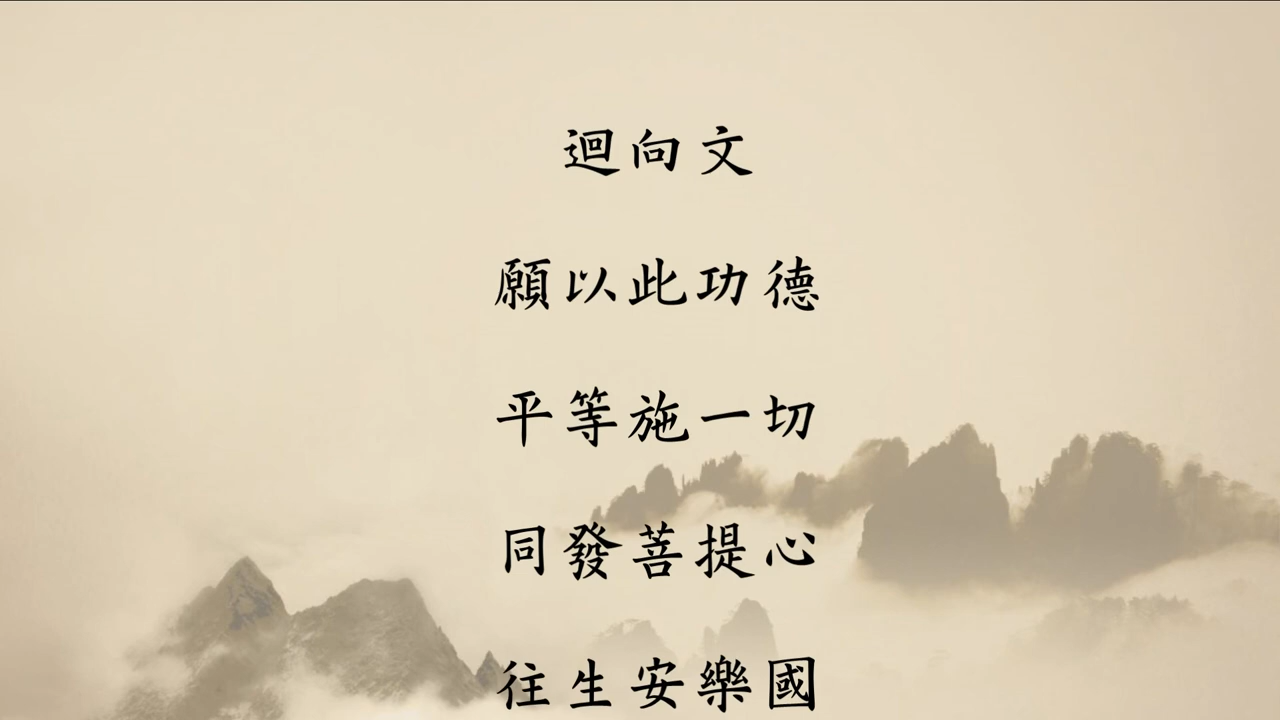 迴向文
願以此功德
平等施一切
同發菩提心
往生安樂國